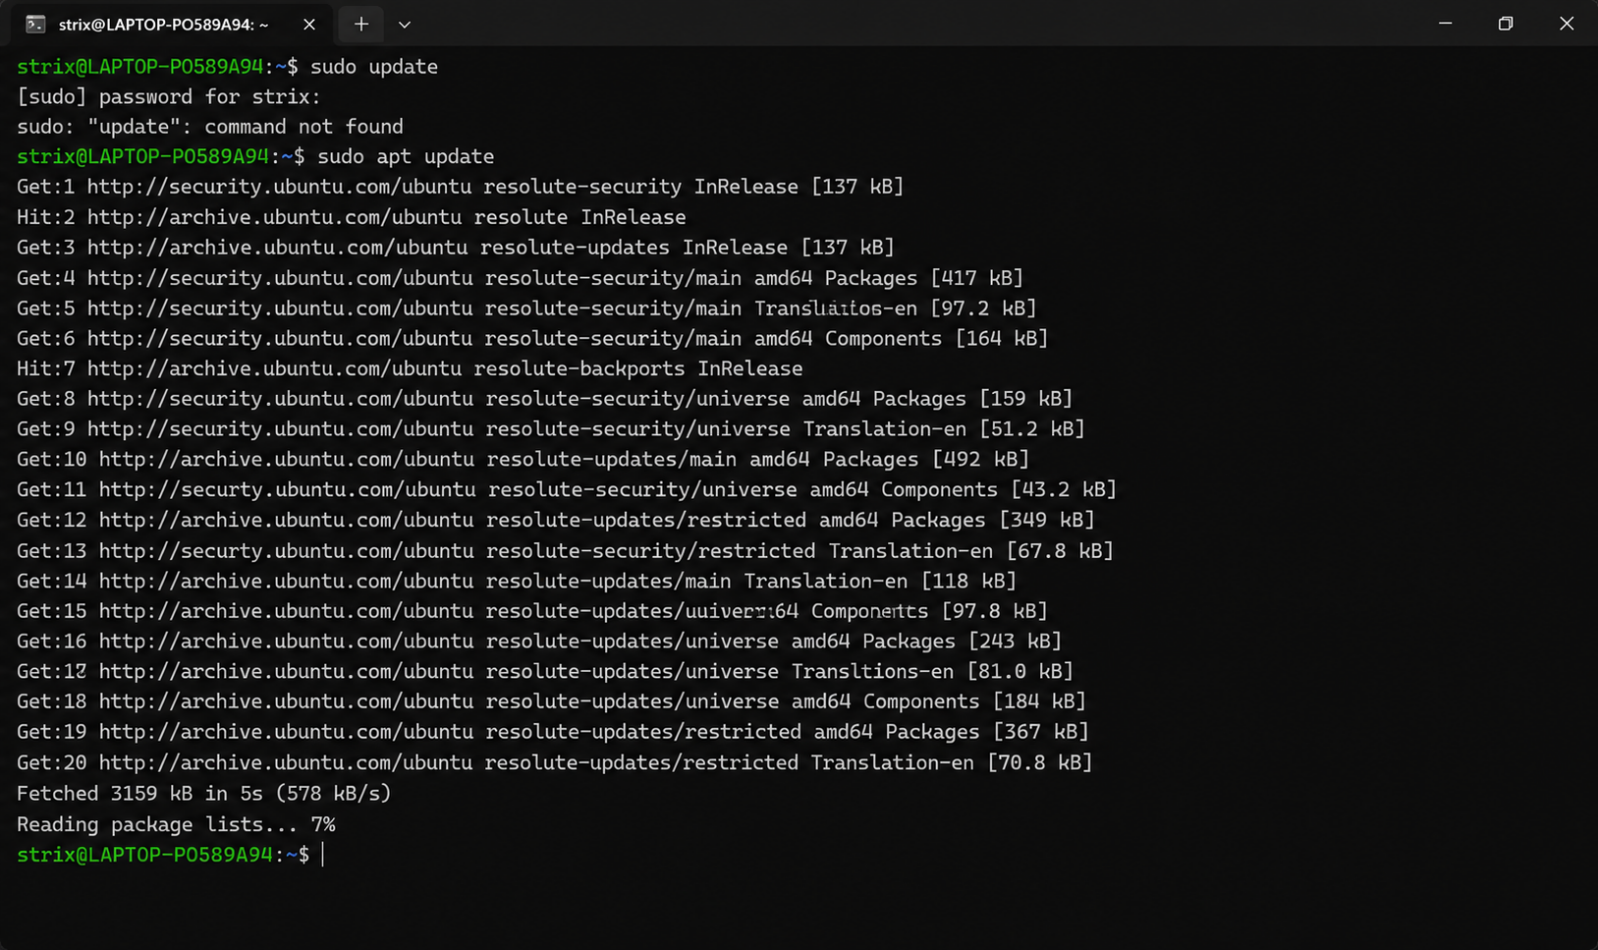 strix@LAPTOP-PO589A94: ~
strix@LAPTOP-PO589A94:~$ sudo update
[sudo] password for strix:
sudo: "update": command not found
strix@LAPTOP-PO589A94:~$ sudo apt update
Get:1 http://security.ubuntu.com/ubuntu resolute-security InRelease [137 kB]
Hit:2 http://archive.ubuntu.com/ubuntu resolute InRelease
Get:3 http://archive.ubuntu.com/ubuntu resolute-updates InRelease [137 kB]
Get:4 http://security.ubuntu.com/ubuntu resolute-security/main amd64 Packages [417 kB]
Get:5 http://security.ubuntu.com/ubuntu resolute-security/main [97.2 kB]
Get:6 http://security.ubuntu.com/ubuntu resolute-security/main amd64 Components [164 kB]
Hit:7 http://archive.ubuntu.com/ubuntu resolute-backports InRelease
Get:8 http://security.ubuntu.com/ubuntu resolute-security/universe amd64 Packages [159 kB]
Get:9 http://security.ubuntu.com/ubuntu resolute-security/universe Translation-en [51.2 kB]
Get:10 http://archive.ubuntu.com/ubuntu resolute-updates/main amd64 Packages [492 kB]
Get:11 http://securty.ubuntu.com/ubuntu resolute-security/universe amd64 Components [43.2 kB]
Get:12 http://archive.ubuntu.com/ubuntu resolute-updates/restricted amd64 Packages [349 kB]
Get:13 http://securty.ubuntu.com/ubuntu resolute-security/restricted Translation-en [67.8 kB]
Get:14 http://archive.ubuntu.com/ubuntu resolute-updates/main Translation-en [118 kB]
Get:15 http://archive.ubuntu.com/ubuntu [97.8 kB]
Get:16 http://archive.ubuntu.com/ubuntu resolute-updates/universe amd64 Packages [243 kB]
http://archive.ubuntu.com/ubuntu resolute-updates/universe Transltions-en [81.0 kB]
Get:18 http://archive.ubuntu.com/ubuntu resolute-updates/universe amd64 Components [184 kB]
Get:19 http://archive.ubuntu.com/ubuntu resolute-updates/restricted amd64 Packages [367 kB]
Get:20 http://archive.ubuntu.com/ubuntu resolute-updates/restricted Translation-en [70.8 kB]
Fetched 3159 kB in 5s (578 kB/s)
Reading package lists... 7%
strix@LAPTOP-PO589A94:~$